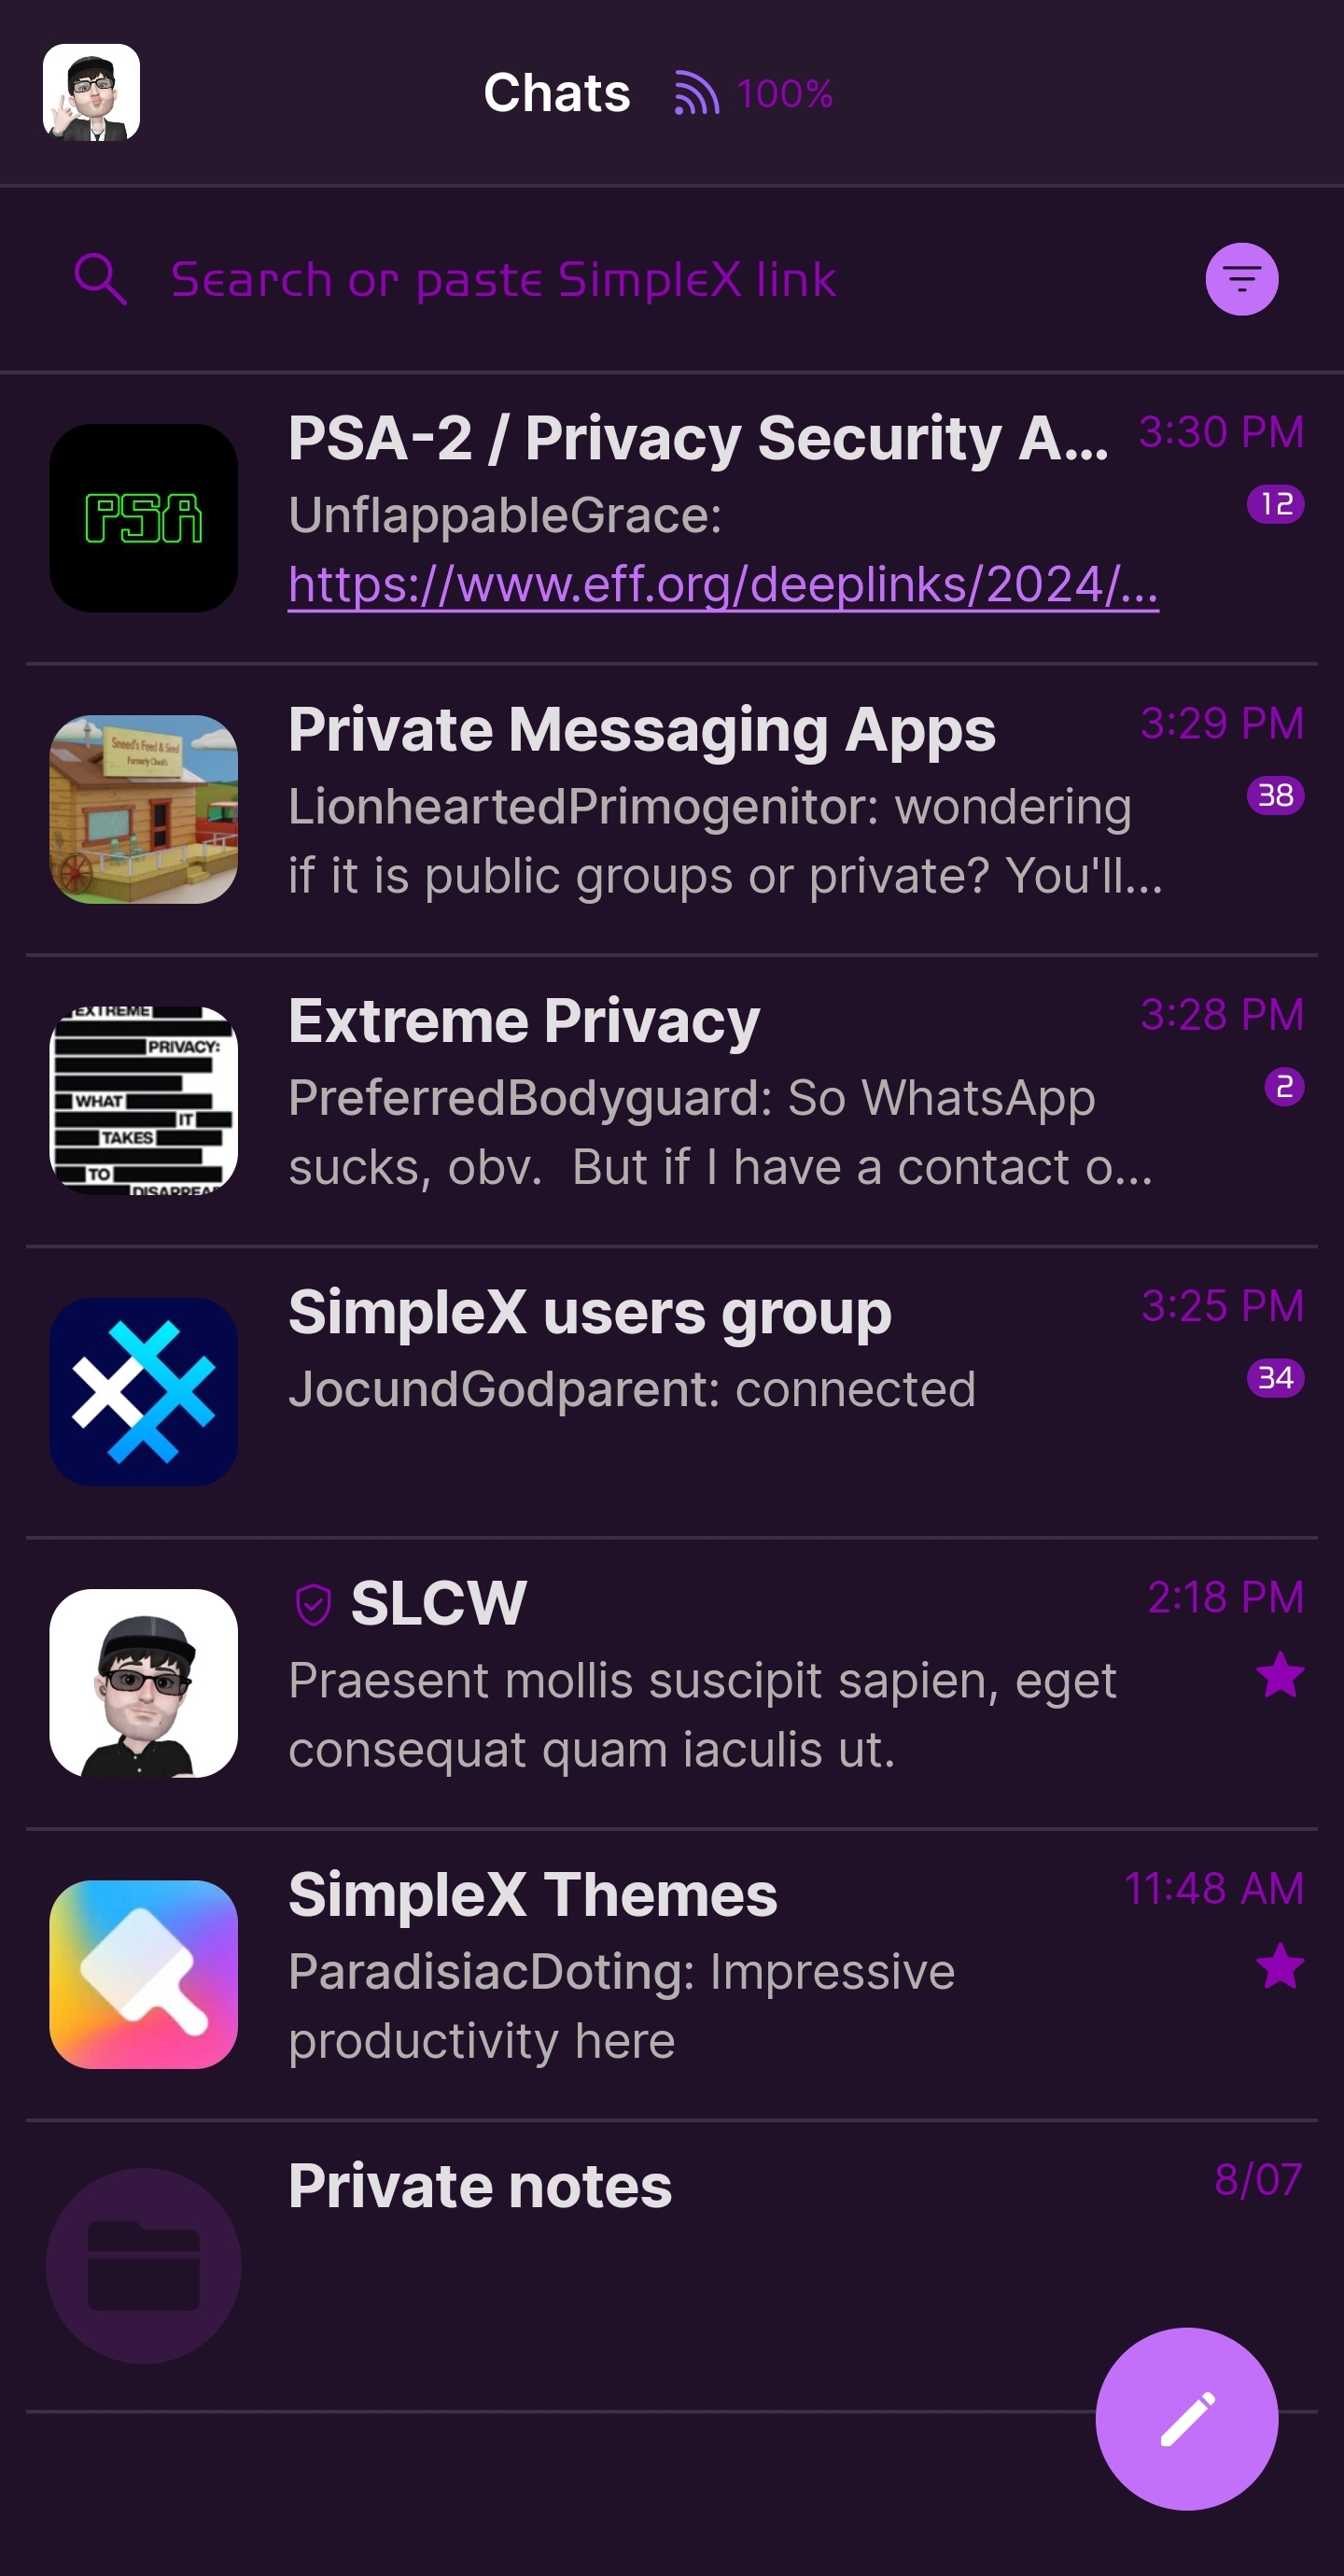 Chats 100%
Search or paste SimpleX link
PSA
PSA-2 / Privacy Security A... 3:30 PM
UnflappableGrace: 12
https://www.eff.org/deeplinks/2024/...
Sneed's Feed & Seed
Formerly Chuck's
Private Messaging Apps 3:29 PM
LionheartedPrimogenitor: wondering 38
if it is public groups or private? You'll...
EXTREME
PRIVACY:
WHAT
IT
TAKES
TO
DISAPPEAR
Extreme Privacy 3:28 PM
PreferredBodyguard: So WhatsApp 2
sucks, obv.  But if I have a contact o...
SimpleX users group 3:25 PM
JocundGodparent: connected 34
SLCW 2:18 PM
Praesent mollis suscipit sapien, eget
consequat quam iaculis ut.
SimpleX Themes 11:48 AM
ParadisiacDoting: Impressive
productivity here
Private notes 8/07